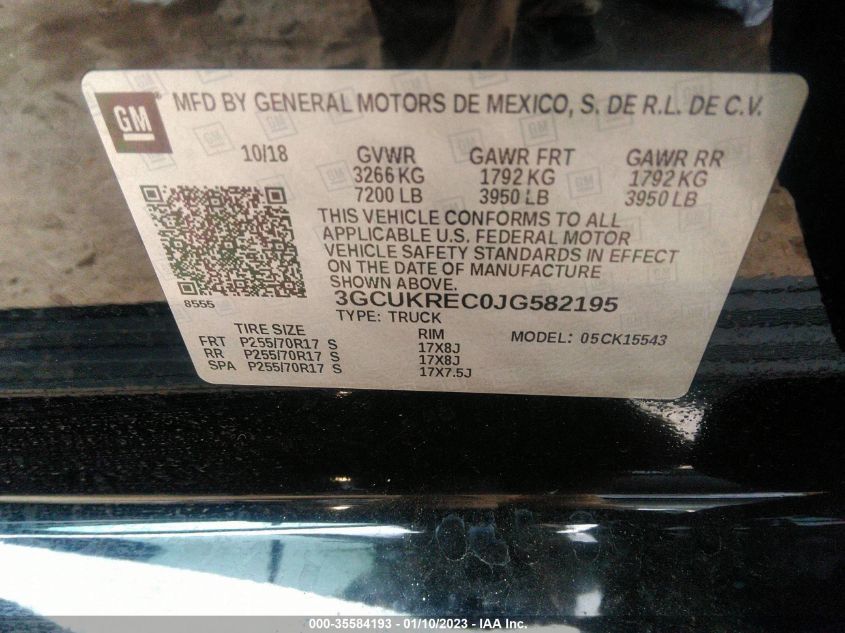 GM
MFD BY GENERAL MOTORS DE MEXICO, S. DE R.L. DE C.V.
10/18 GVWR GAWR FRT GAWR RR
3266 KG 1792 KG 1792 KG
7200 LB 3950 LB 3950 LB
THIS VEHICLE CONFORMS TO ALL
APPLICABLE U.S. FEDERAL MOTOR
VEHICLE SAFETY STANDARDS IN EFFECT
ON THE DATE OF MANUFACTURE
SHOWN ABOVE.
8555 3GCUKREC0JG582195
TYPE: TRUCK
TIRE SIZE RIM MODEL: 05CK15543
FRT P255/70R17 S 17X8J
RR P255/70R17 S 17X8J
SPA P255/70R17 S 17X7.5J
000-35584193 - 01/10/2023 - IAA Inc.